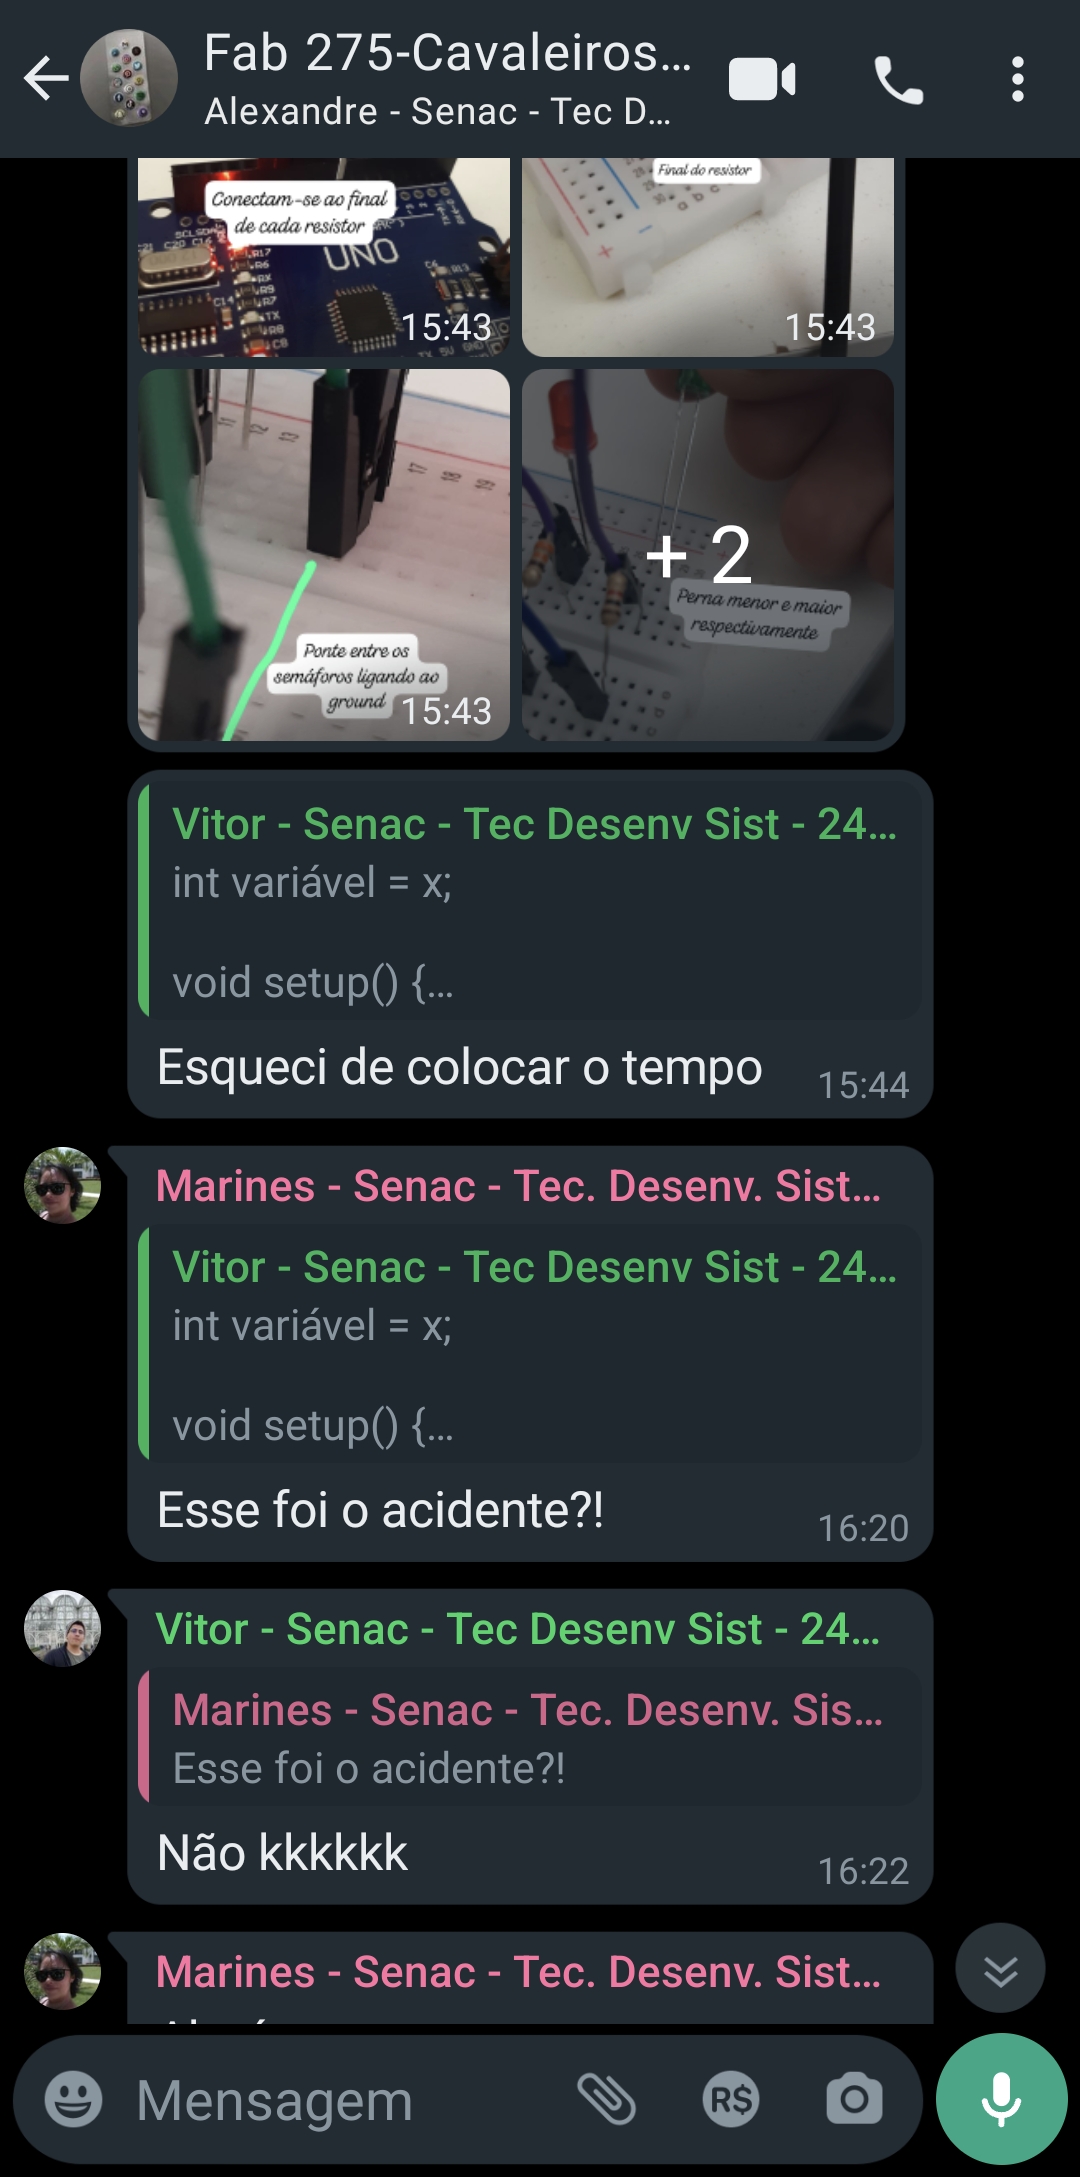 Fab 275-Cavaleiros...
Alexandre - Senac - Tec D...
Conectam-se ao final
de cada resistor
UNO
15:43
Final do resistor
15:43
Ponte entre os
semáforos ligando ao
ground
15:43
+ 2
Perna menor e maior
respectivamente
Vitor - Senac - Tec Desenv Sist - 24...
int variável = x;
void setup() {...
Esqueci de colocar o tempo
15:44
Marines - Senac - Tec. Desenv. Sist...
Vitor - Senac - Tec Desenv Sist - 24...
int variável = x;
void setup() {...
Esse foi o acidente?!
16:20
Vitor - Senac - Tec Desenv Sist - 24...
Marines - Senac - Tec. Desenv. Sis...
Esse foi o acidente?!
Não kkkkkk
16:22
Marines - Senac - Tec. Desenv. Sist...
Mensagem
R$